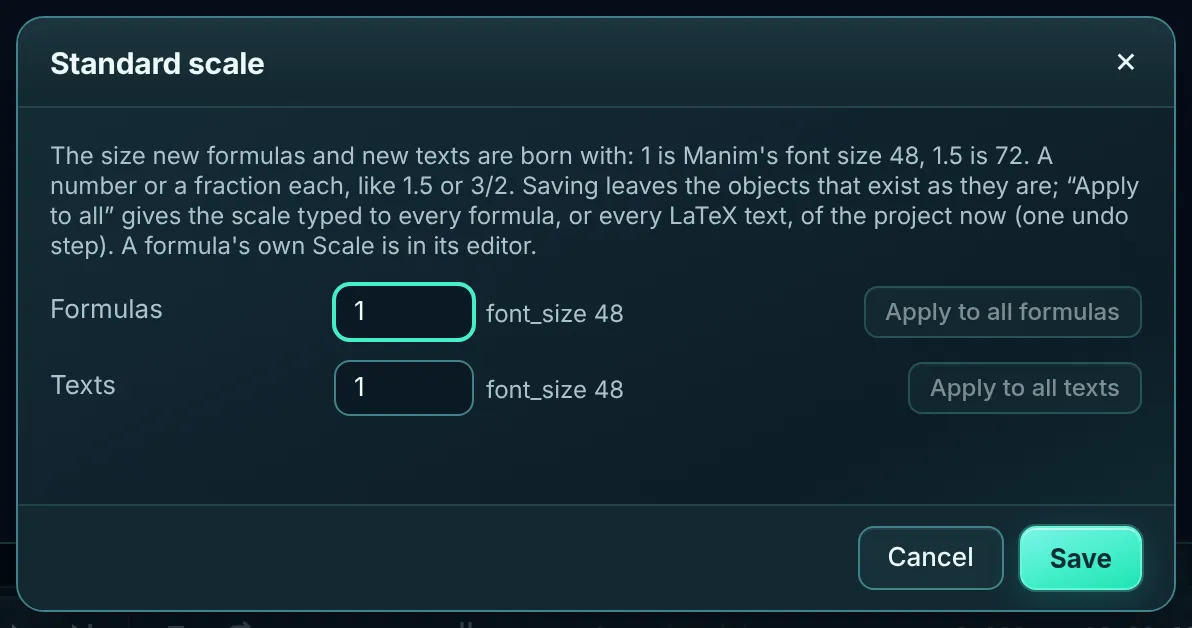 Standard scale
The size new formulas and new texts are born with: 1 is Manim's font size 48, 1.5 is 72. A
number or a fraction each, like 1.5 or 3/2. Saving leaves the objects that exist as they are; “Apply
to all” gives the scale typed to every formula, or every LaTeX text, of the project now (one undo
step). A formula's own Scale is in its editor.
Formulas 1 font_size 48 Apply to all formulas
Texts 1 font_size 48 Apply to all texts
Cancel Save